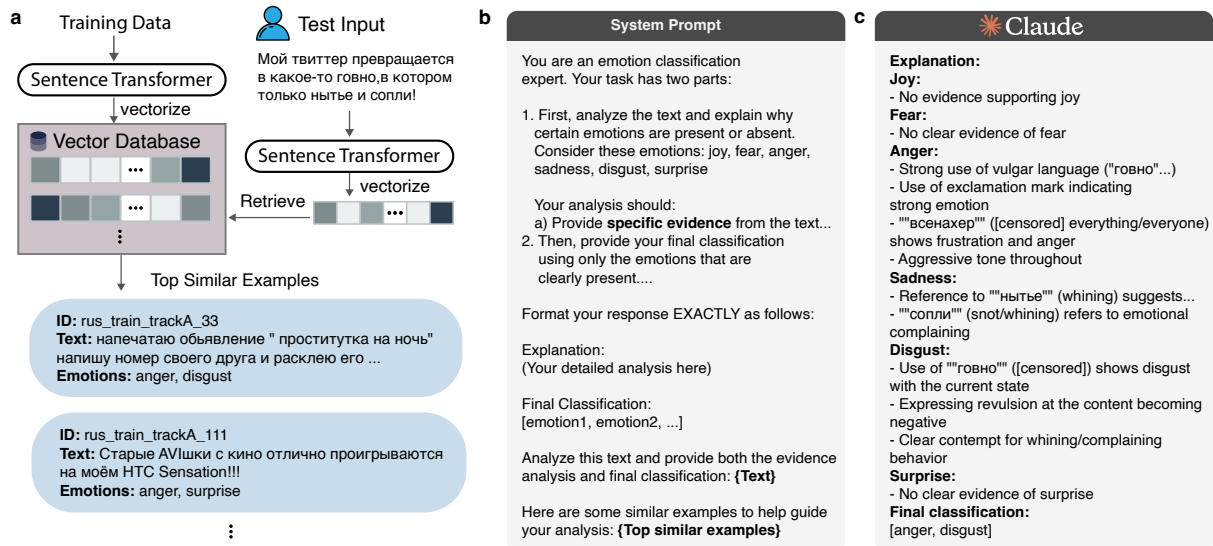 a
Training Data
Sentence Transformer
vectorize
Vector Database
...
...
Test Input
Мой твиттер превращается
в какое-то говно,в котором
только нытье и сопли!
Sentence Transformer
vectorize
Retrieve
...
Top Similar Examples
ID: rus_train_trackA_33
Text: напечатаю обьявление " проститутка на ночь"
напишу номер своего друга и расклею его ...
Emotions: anger, disgust
ID: rus_train_trackA_111
Text: Старые AVIшки с кино отлично проигрываются
на моём HTC Sensation!!!
Emotions: anger, surprise
b
System Prompt
You are an emotion classification
expert. Your task has two parts:
1. First, analyze the text and explain why
certain emotions are present or absent.
Consider these emotions: joy, fear, anger,
sadness, disgust, surprise
Your analysis should:
a) Provide specific evidence from the text...
2. Then, provide your final classification
using only the emotions that are
clearly present....
Format your response EXACTLY as follows:
Explanation:
(Your detailed analysis here)
Final Classification:
[emotion1, emotion2, ...]
Analyze this text and provide both the evidence
analysis and final classification: {Text}
Here are some similar examples to help guide
your analysis: {Top similar examples}
c
Claude
Explanation:
Joy:
- No evidence supporting joy
Fear:
- No clear evidence of fear
Anger:
- Strong use of vulgar language ("говно"...)
- Use of exclamation mark indicating
strong emotion
- ""всенахер"" ([censored] everything/everyone)
shows frustration and anger
- Aggressive tone throughout
Sadness:
- Reference to ""нытье"" (whining) suggests...
- ""сопли"" (snot/whining) refers to emotional
complaining
Disgust:
- Use of ""говно"" ([censored]) shows disgust
with the current state
- Expressing revulsion at the content becoming
negative
- Clear contempt for whining/complaining
behavior
Surprise:
- No clear evidence of surprise
Final classification:
[anger, disgust]